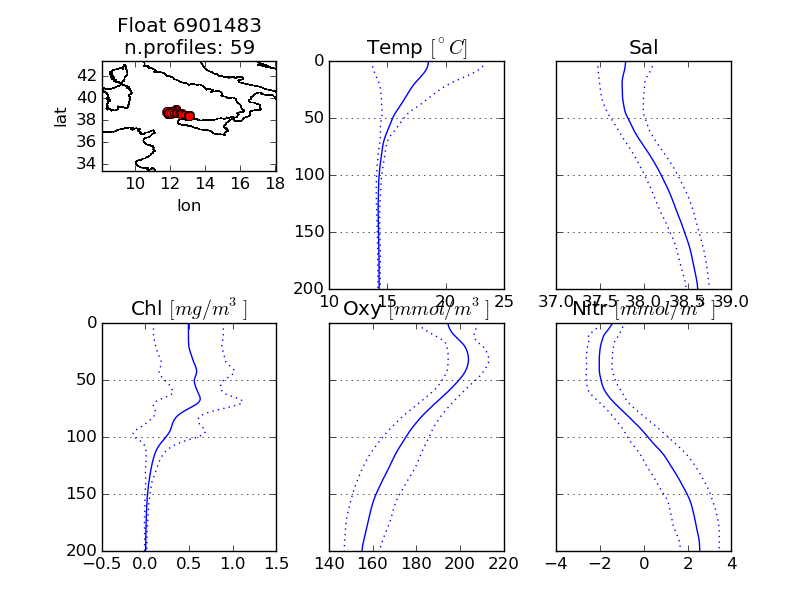 Float 6901483
n.profiles: 59
Temp [°C]
Sal
lat
42
40
38
36
34
10 12 14 16 18
lon
0
50
100
150
200
10 15 20 25
37.0 37.5 38.0 38.5 39.0
Chl [mg/m³]
Oxy [mmol/m³]
Nitr [mmol/m³]
0
50
100
150
200
−0.5 0.0 0.5 1.0 1.5
140 160 180 200 220
−4 −2 0 2 4